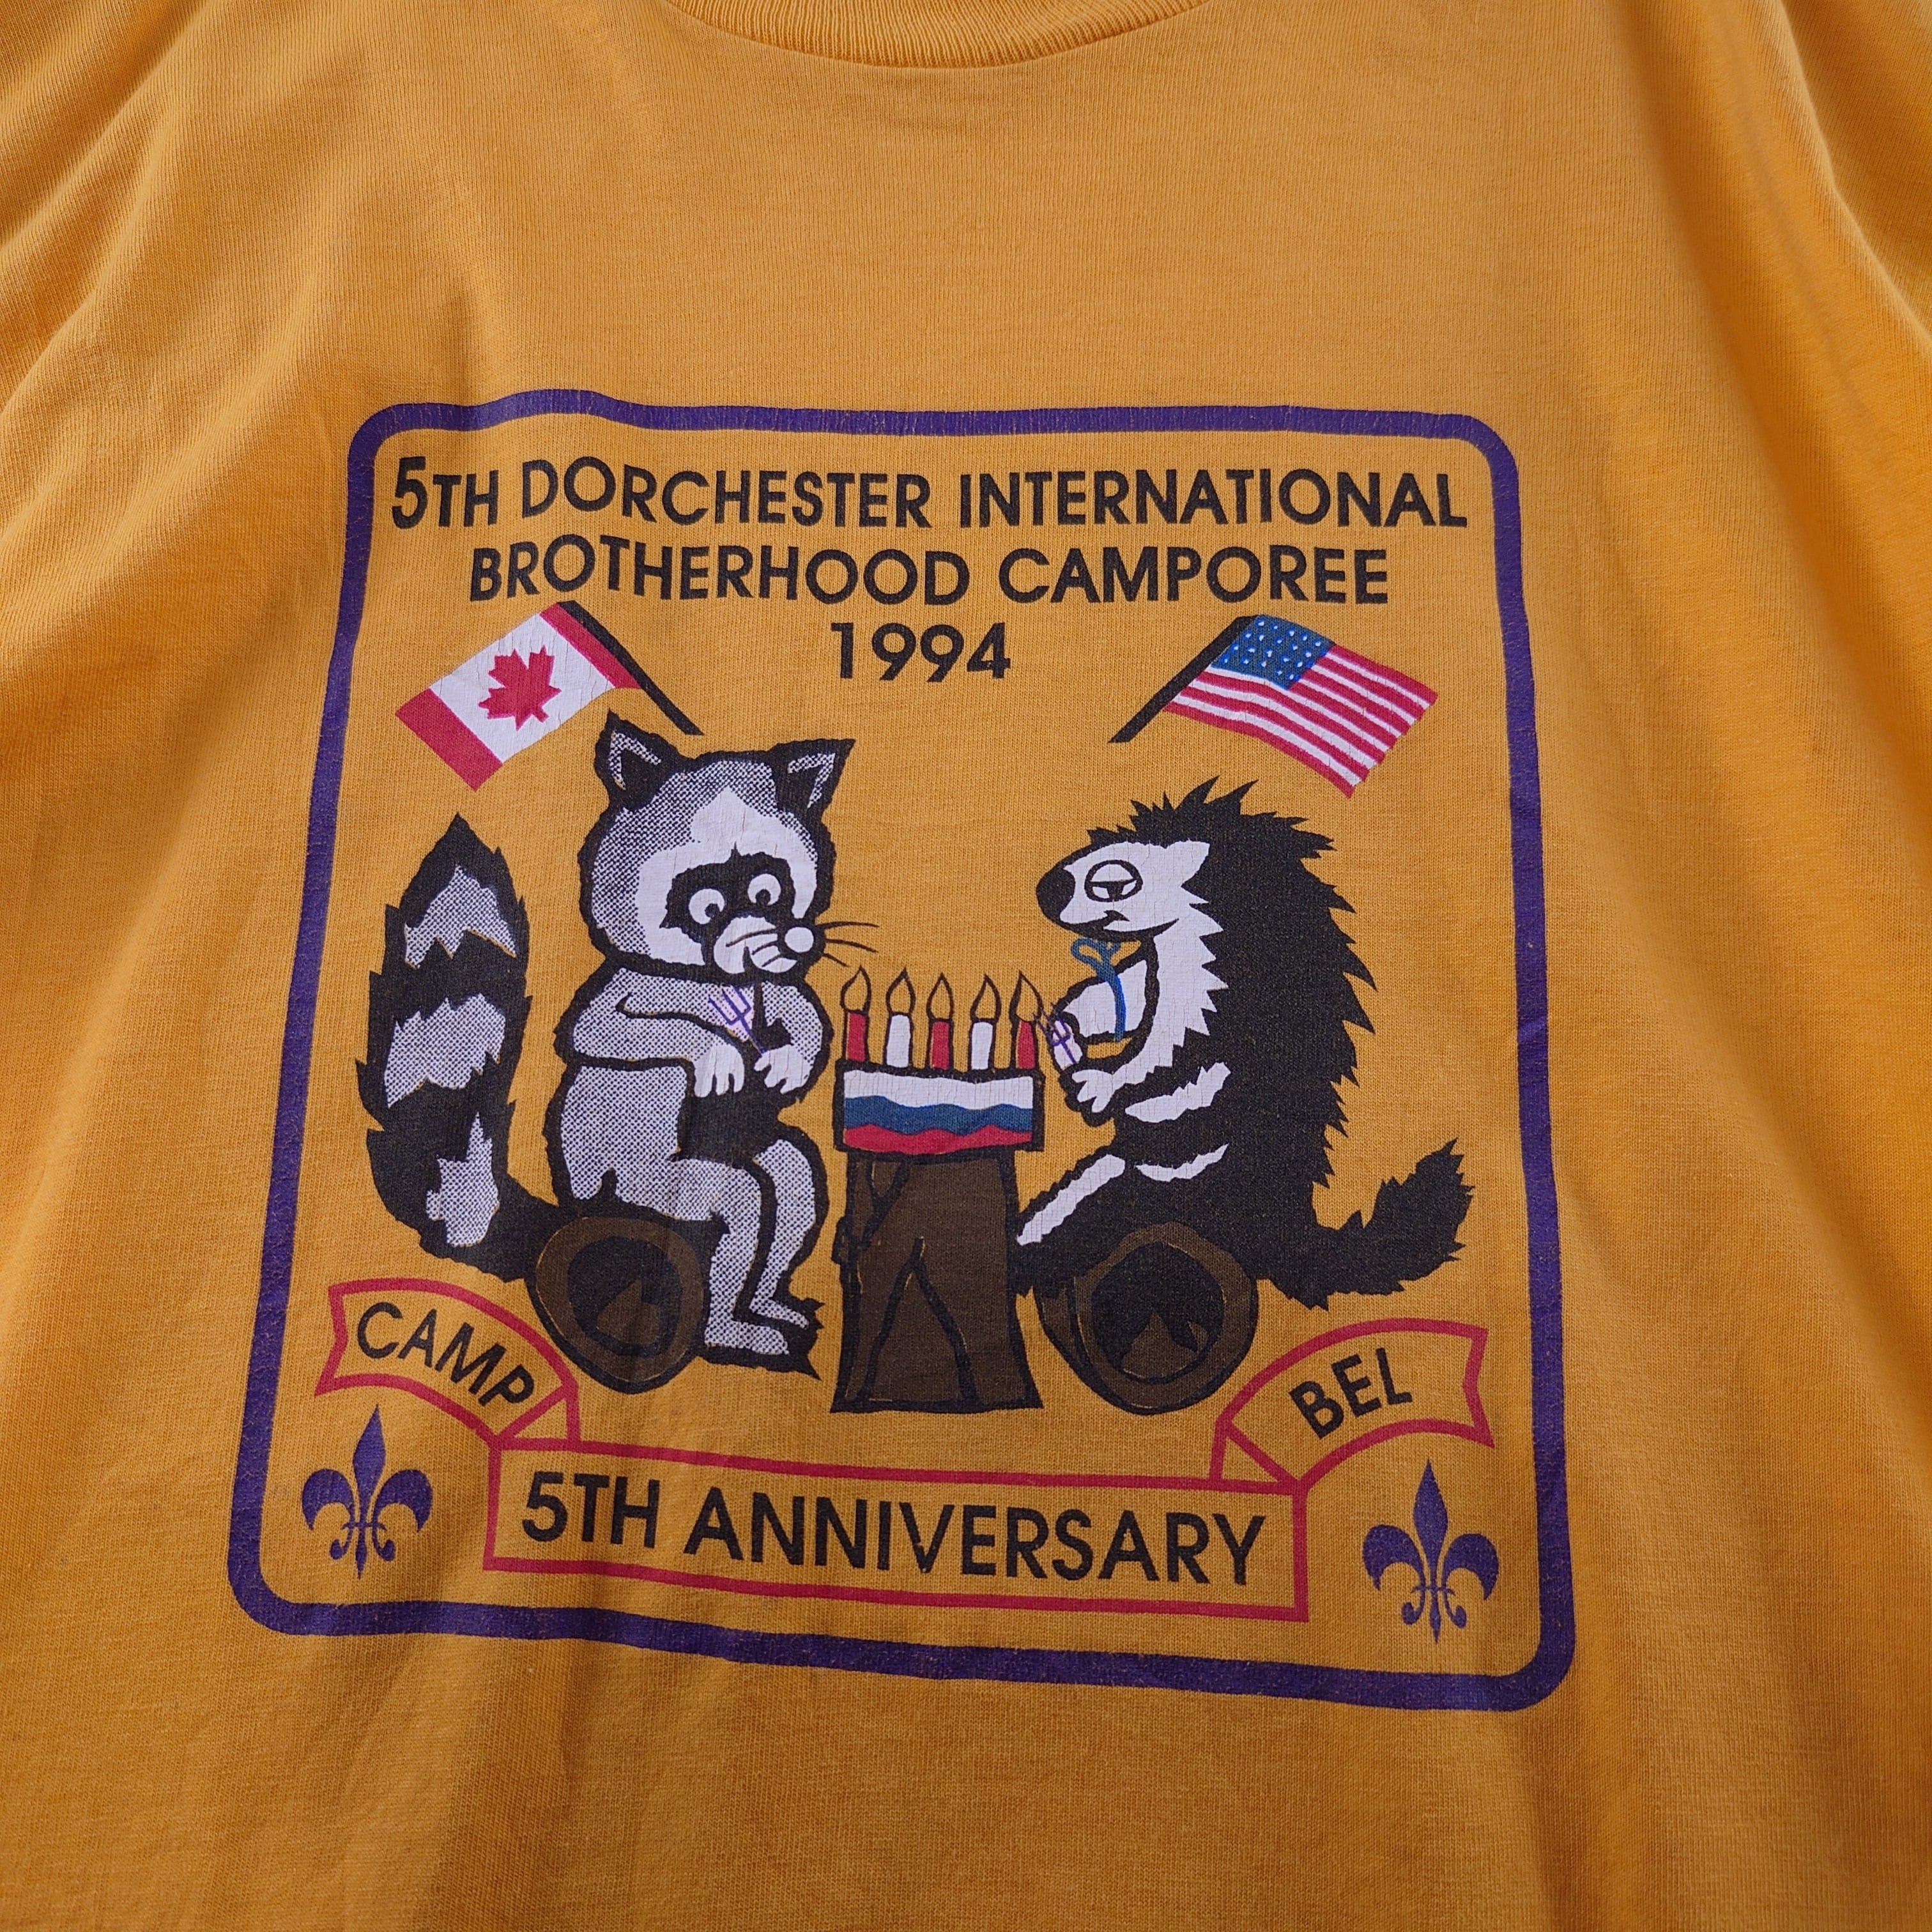 5TH DORCHESTER INTERNATIONAL
BROTHERHOOD CAMPOREE
1994
CAMP
BEL
5TH ANNIVERSARY